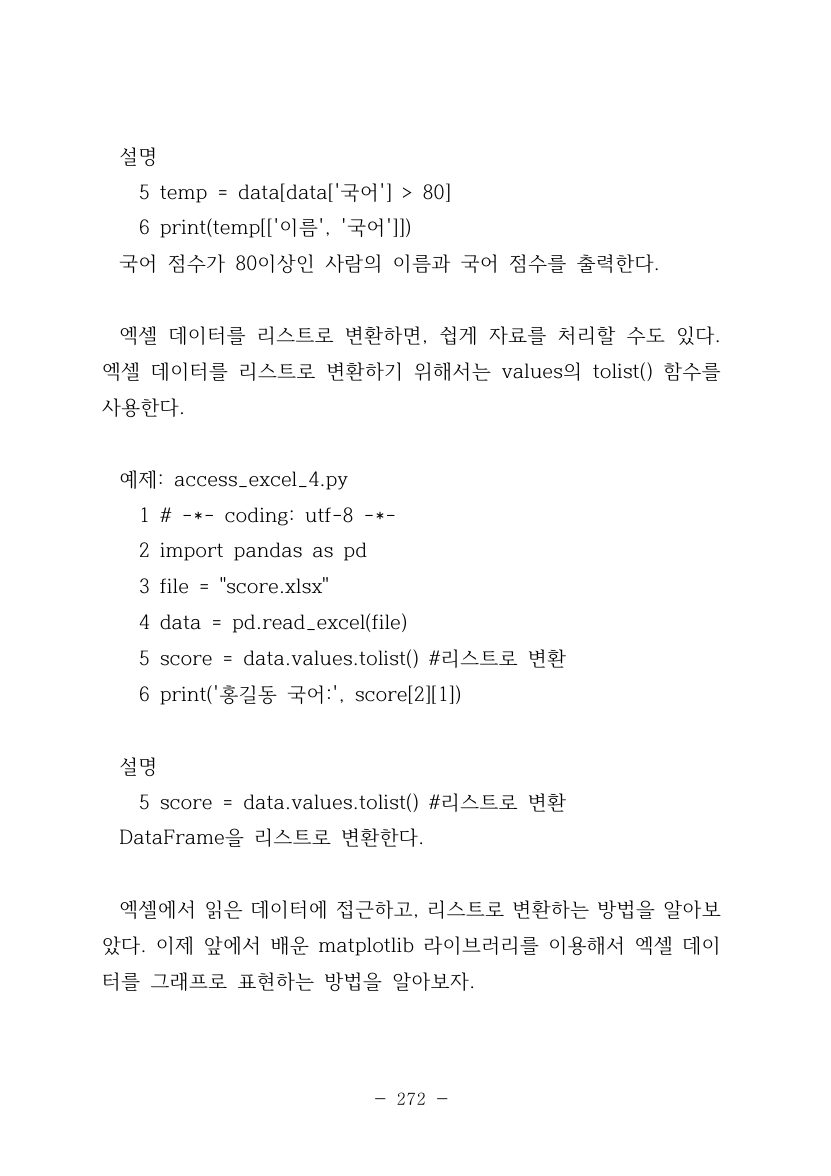 설명
5 temp = data[data['국어'] > 80]
6 print(temp[['이름', '국어']])
국어 점수가 80이상인 사람의 이름과 국어 점수를 출력한다.
엑셀 데이터를 리스트로 변환하면, 쉽게 자료를 처리할 수도 있다.
엑셀 데이터를 리스트로 변환하기 위해서는 values의 tolist() 함수를
사용한다.
예제: access_excel_4.py
1 # -*- coding: utf-8 -*-
2 import pandas as pd
3 file = "score.xlsx"
4 data = pd.read_excel(file)
5 score = data.values.tolist() #리스트로 변환
6 print('홍길동 국어:', score[2][1])
설명
5 score = data.values.tolist() #리스트로 변환
DataFrame을 리스트로 변환한다.
엑셀에서 읽은 데이터에 접근하고, 리스트로 변환하는 방법을 알아보
았다. 이제 앞에서 배운 matplotlib 라이브러리를 이용해서 엑셀 데이
터를 그래프로 표현하는 방법을 알아보자.
- 272 -